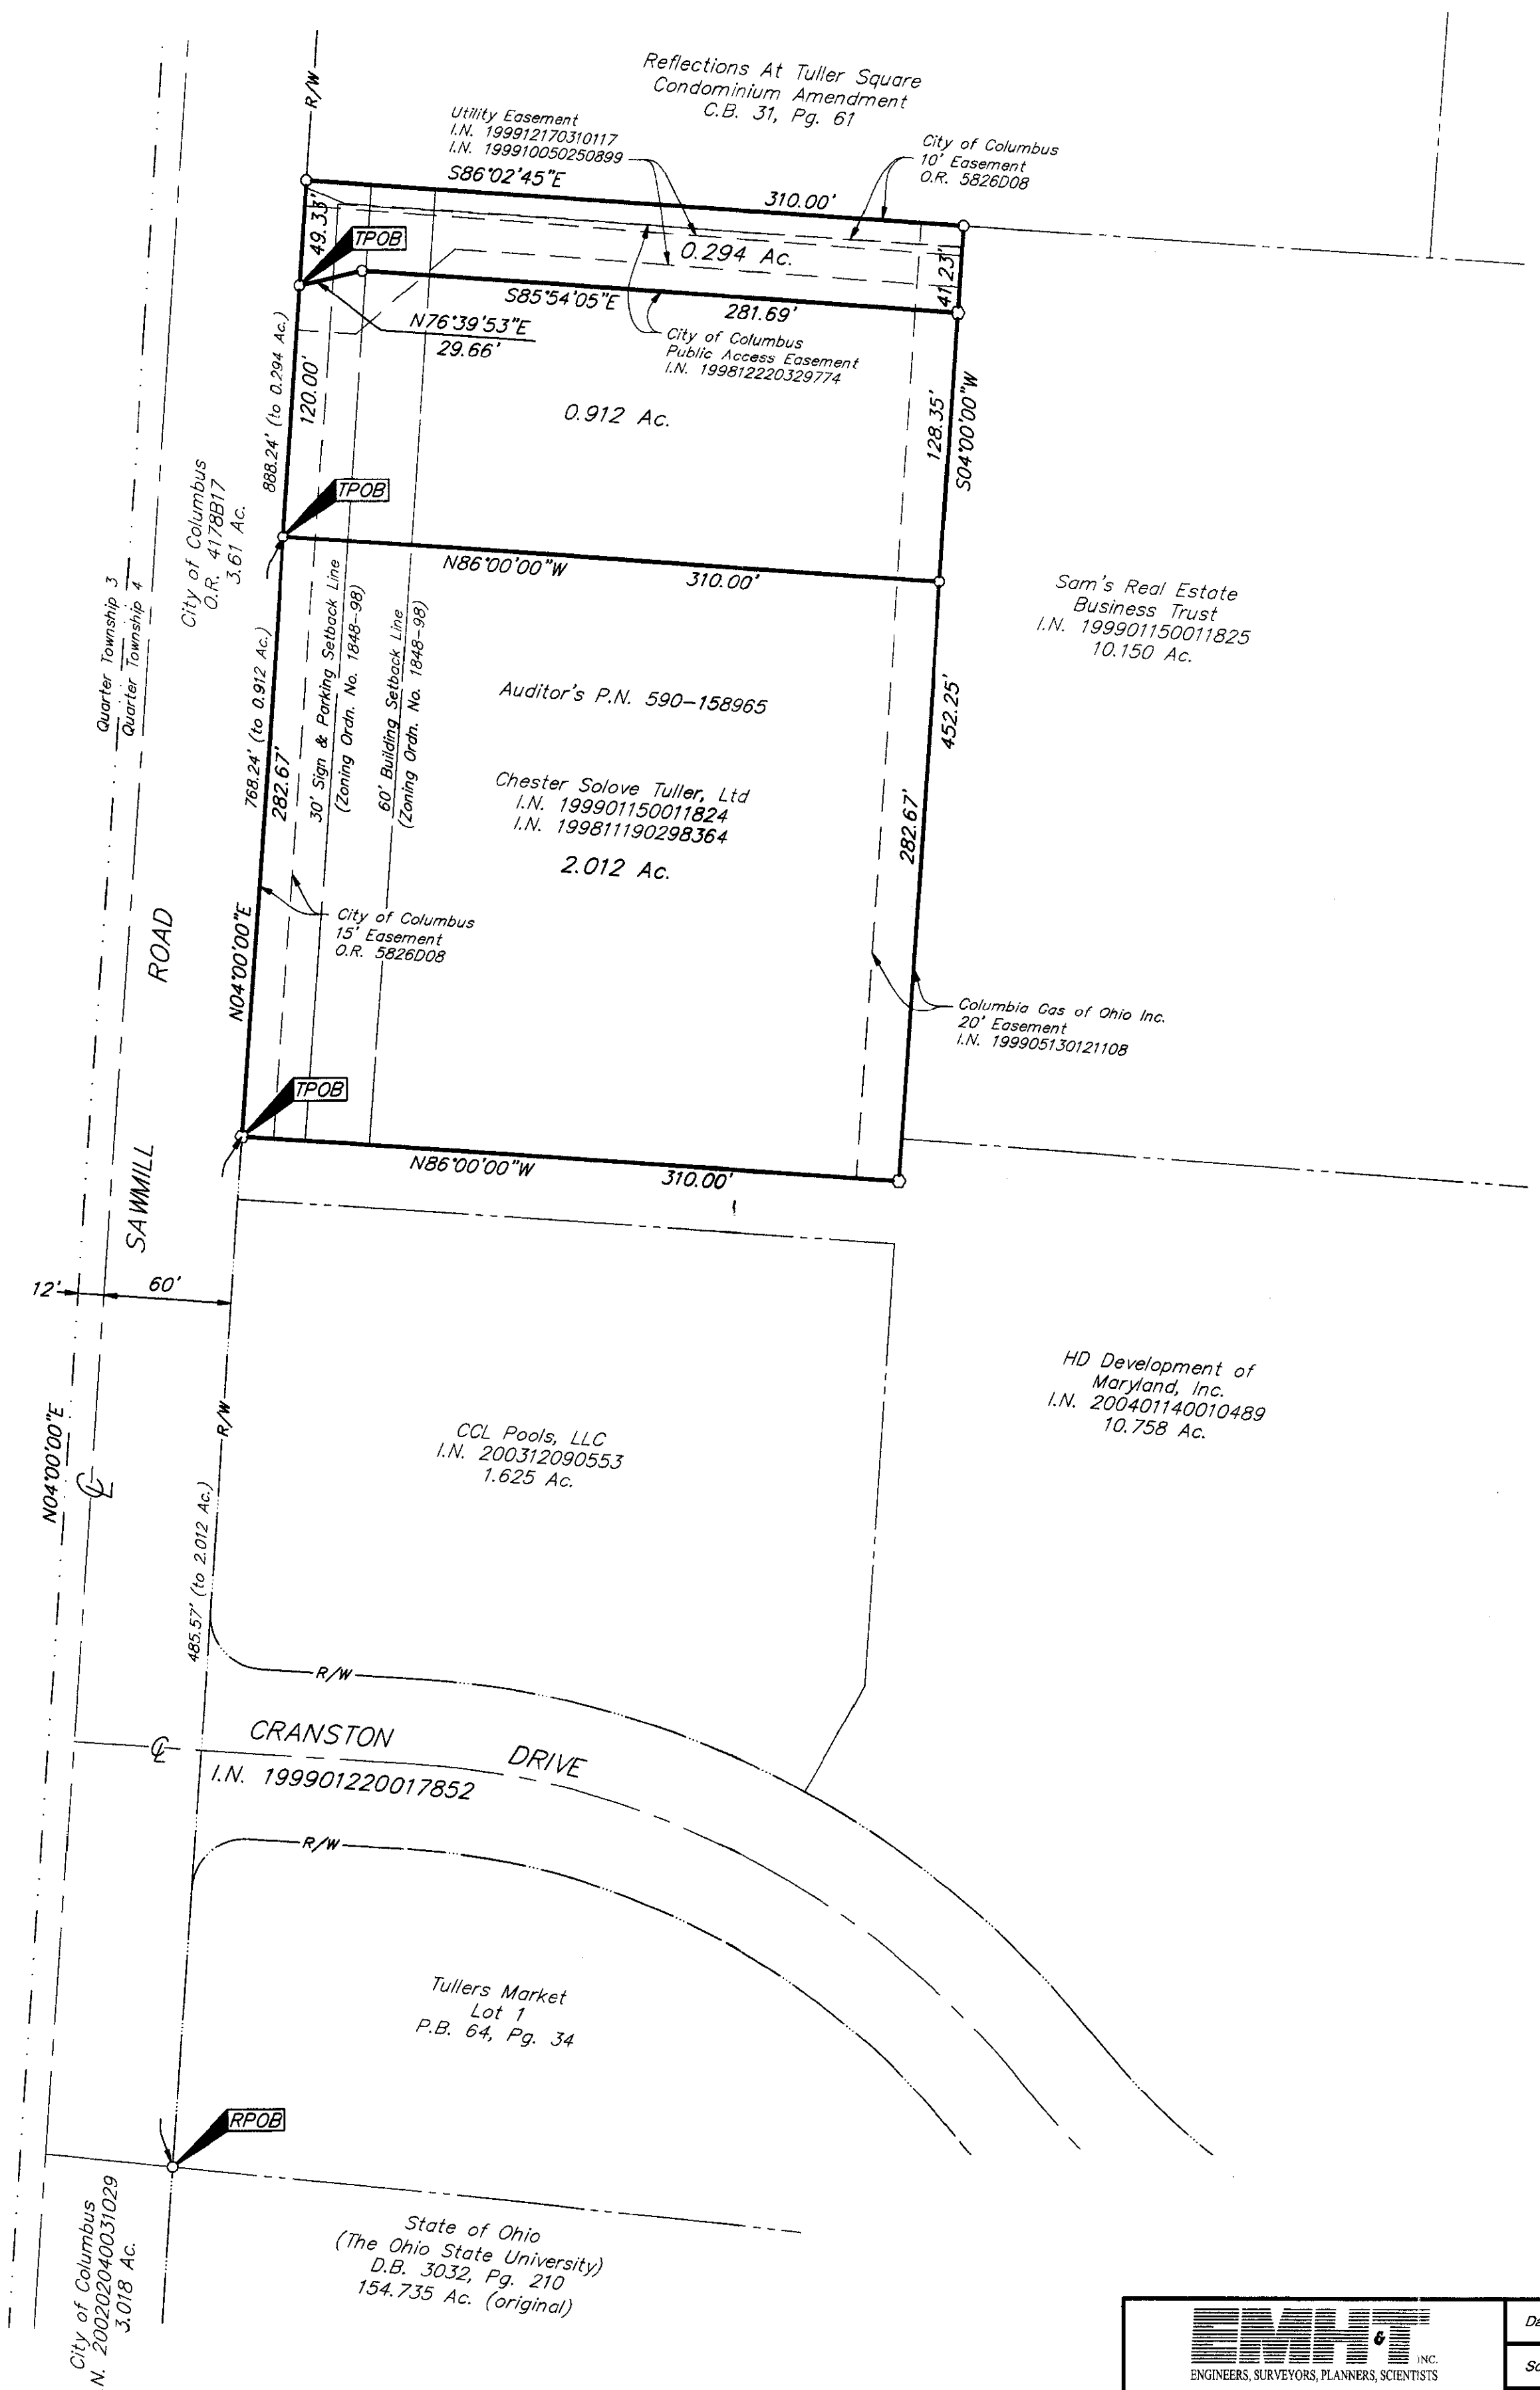 Reflections At Tuller Square
Condominium Amendment
C.B. 31, Pg. 61
R/W
Utility Easement
I.N. 199912170310117
I.N. 199910050250899
City of Columbus
10' Easement
O.R. 5826D08
S86°02'45"E
310.00'
49.33'
TPOB
0.294 Ac.
41.23'
S85°54'05"E
281.69'
N76°39'53"E
29.66'
City of Columbus
Public Access Easement
I.N. 199812220329774
888.24' (to 0.294 Ac.)
120.00'
0.912 Ac.
128.35'
S04°00'00"W
City of Columbus
O.R. 4178B17
3.61 Ac.
TPOB
Quarter Township 3
Quarter Township 4
N86°00'00"W
310.00'
768.24' (to 0.912 Ac.)
282.67'
30' Sign & Parking Setback Line
(Zoning Ordn. No. 1848-98)
60' Building Setback Line
(Zoning Ordn. No. 1848-98)
Sam's Real Estate
Business Trust
I.N. 199901150011825
10.150 Ac.
Auditor's P.N. 590-158965
452.25'
Chester Solove Tuller, Ltd
I.N. 199901150011824
I.N. 199811190298364
2.012 Ac.
282.67'
City of Columbus
15' Easement
O.R. 5826D08
N04°00'00"E
SAWMILL ROAD
Columbia Gas of Ohio Inc.
20' Easement
I.N. 199905130121108
TPOB
N86°00'00"W
310.00'
12'
60'
HD Development of
Maryland, Inc.
I.N. 200401140010489
10.758 Ac.
N04°00'00"E
CL
R/W
CCL Pools, LLC
I.N. 200312090553
1.625 Ac.
485.57' (to 2.012 Ac.)
R/W
CL
CRANSTON DRIVE
I.N. 199901220017852
R/W
Tullers Market
Lot 1
P.B. 64, Pg. 34
RPOB
City of Columbus
N. 200202040031029
3.018 Ac.
State of Ohio
(The Ohio State University)
D.B. 3032, Pg. 210
154.735 Ac. (original)
EMH&T INC.
ENGINEERS, SURVEYORS, PLANNERS, SCIENTISTS